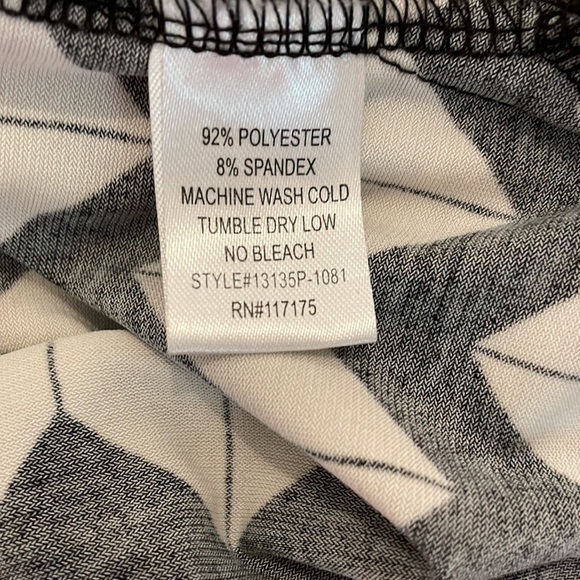 92% POLYESTER
8% SPANDEX
MACHINE WASH COLD
TUMBLE DRY LOW
NO BLEACH
STYLE#13135P-1081
RN#117175